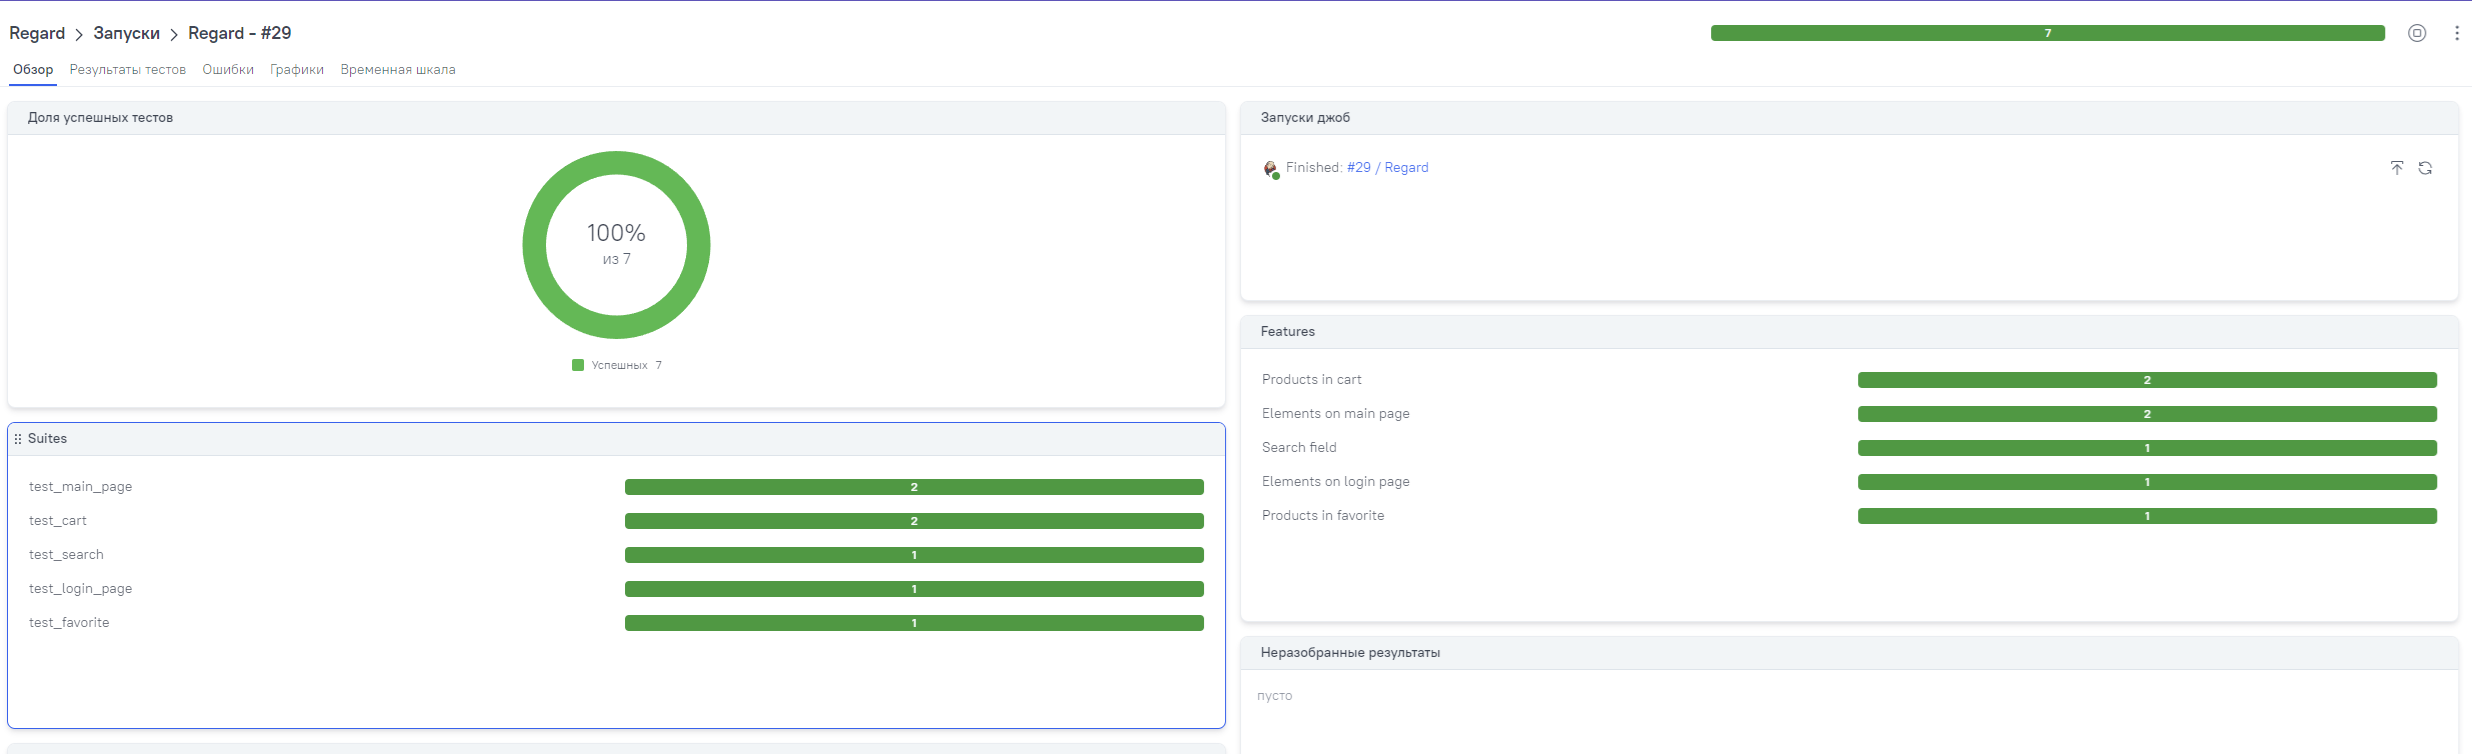 Regard > Запуски > Regard - #29
7
Обзор Результаты тестов Ошибки Графики Временная шкала
Доля успешных тестов
100%
из 7
Успешных 7
Suites
test_main_page 2
test_cart 2
test_search 1
test_login_page 1
test_favorite 1
Запуски джоб
Finished: #29 / Regard
Features
Products in cart 2
Elements on main page 2
Search field 1
Elements on login page 1
Products in favorite 1
Неразобранные результаты
пусто